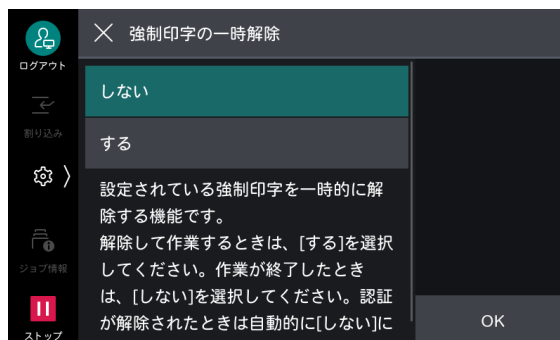 強制印字の一時解除
ログアウト
しない
割り込み
する
設定されている強制印字を一時的に解
除する機能です。
解除して作業するときは、[する]を選択
してください。作業が終了したとき
は、[しない]を選択してください。認証
が解除されたときは自動的に[しない]に
ジョブ情報
ストップ
OK